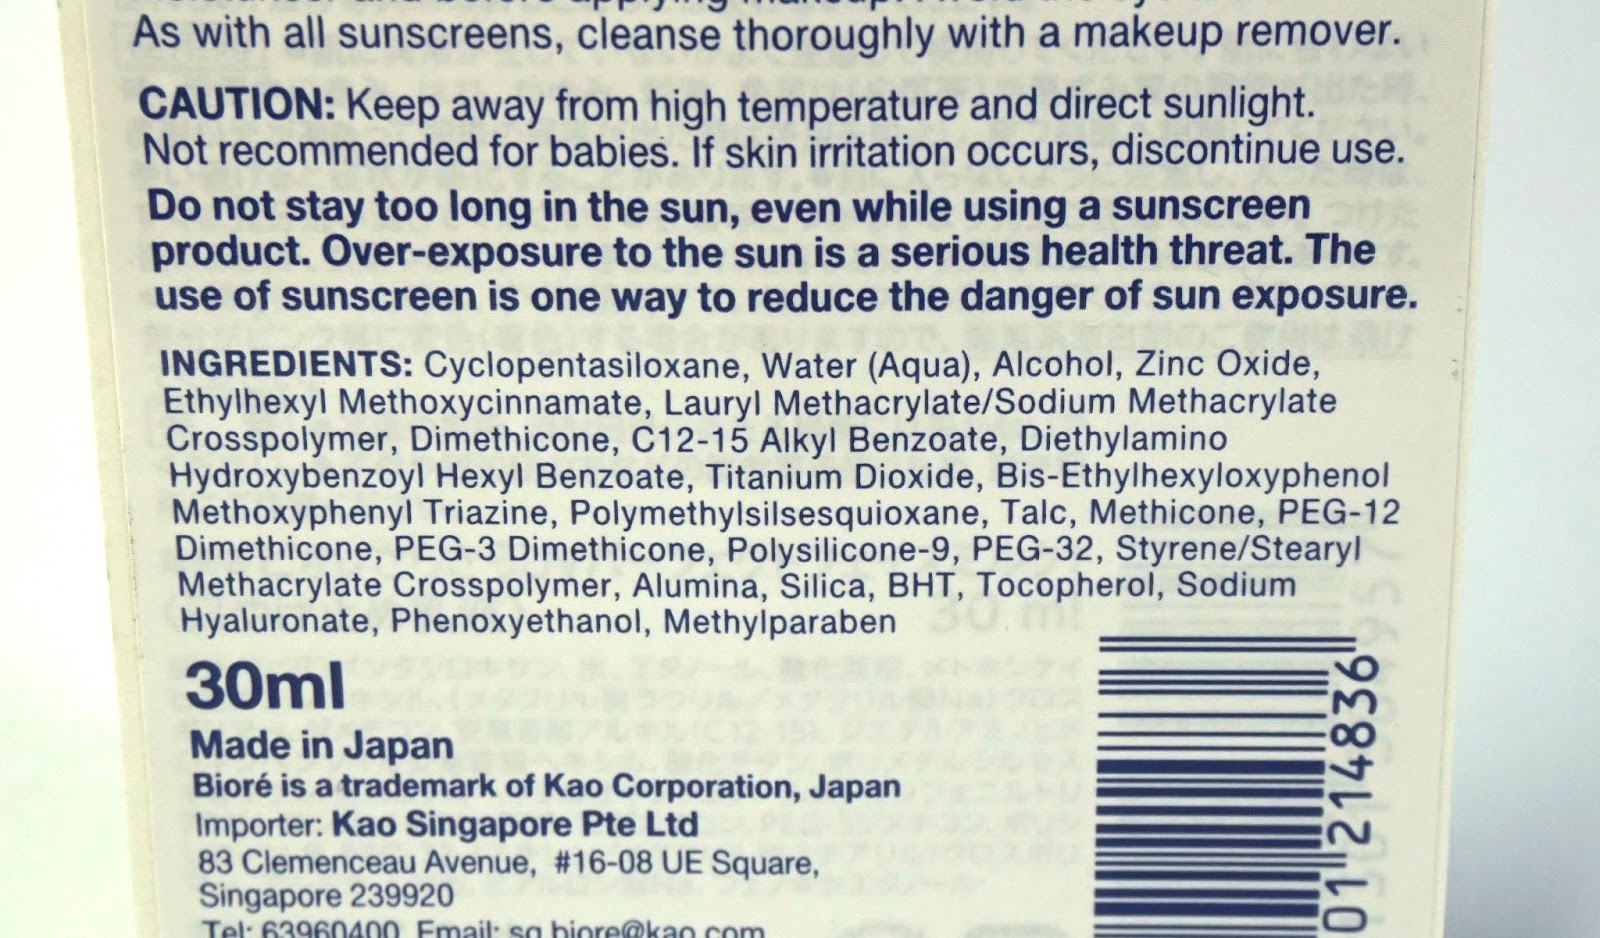 before applying makeup.
As with all sunscreens, cleanse thoroughly with a makeup remover.
CAUTION: Keep away from high temperature and direct sunlight.
Not recommended for babies. If skin irritation occurs, discontinue use.
Do not stay too long in the sun, even while using a sunscreen
product. Over-exposure to the sun is a serious health threat. The
use of sunscreen is one way to reduce the danger of sun exposure.
INGREDIENTS: Cyclopentasiloxane, Water (Aqua), Alcohol, Zinc Oxide,
Ethylhexyl Methoxycinnamate, Lauryl Methacrylate/Sodium Methacrylate
Crosspolymer, Dimethicone, C12-15 Alkyl Benzoate, Diethylamino
Hydroxybenzoyl Hexyl Benzoate, Titanium Dioxide, Bis-Ethylhexyloxyphenol
Methoxyphenyl Triazine, Polymethylsilsesquioxane, Talc, Methicone, PEG-12
Dimethicone, PEG-3 Dimethicone, Polysilicone-9, PEG-32, Styrene/Stearyl
Methacrylate Crosspolymer, Alumina, Silica, BHT, Tocopherol, Sodium
Hyaluronate, Phenoxyethanol, Methylparaben
30ml
Made in Japan
Bioré is a trademark of Kao Corporation, Japan
Importer: Kao Singapore Pte Ltd
83 Clemenceau Avenue, #16-08 UE Square,
Singapore 239920
Tel: 63960400 Email: sg.biore@kao.com
01214836